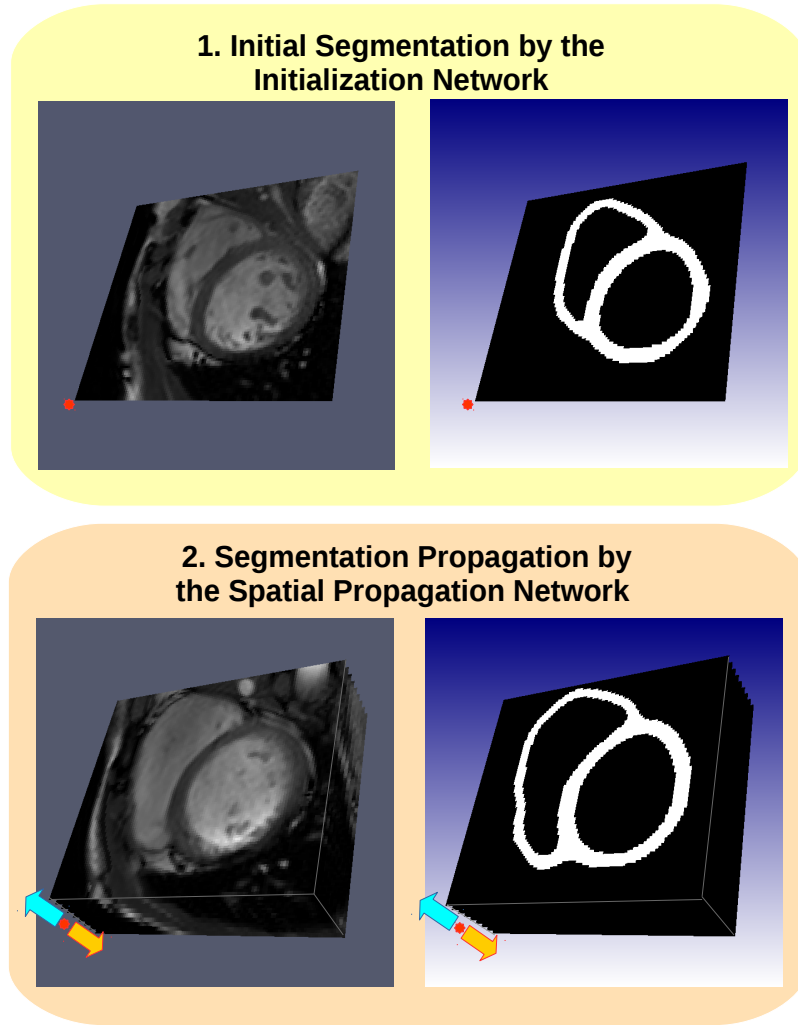 1. Initial Segmentation by the
Initialization Network
2. Segmentation Propagation by
the Spatial Propagation Network